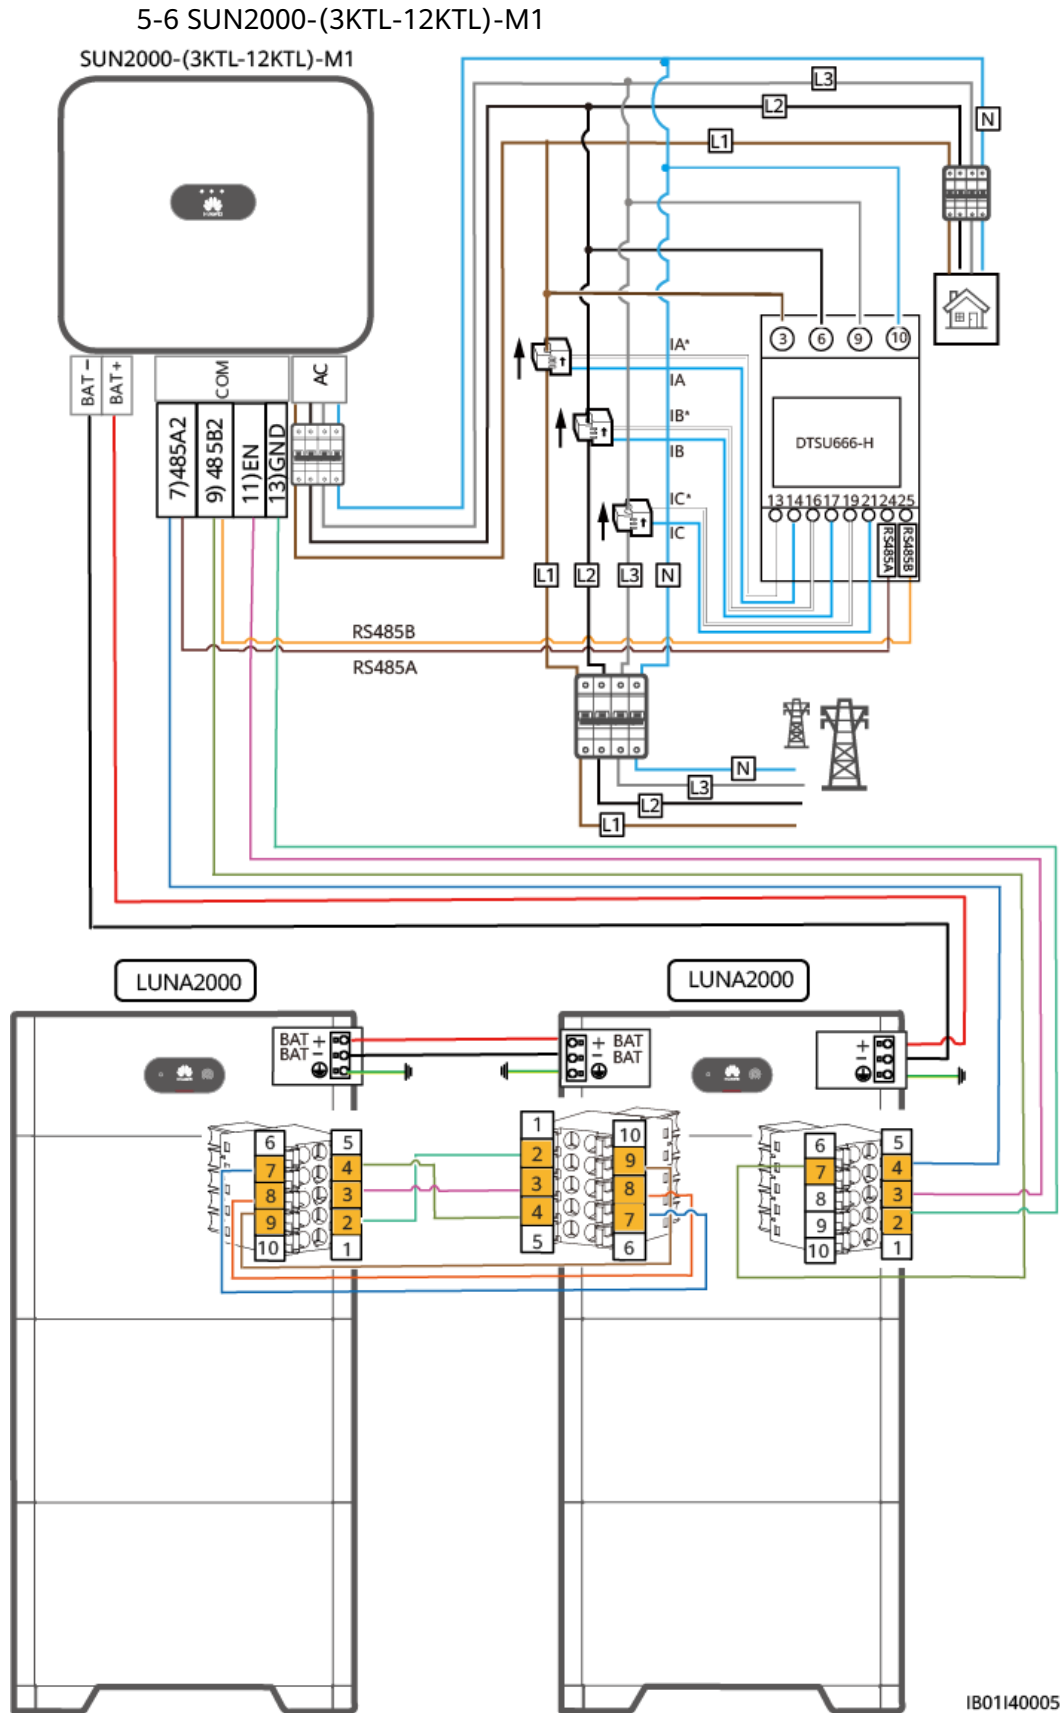 5-6 SUN2000-(3KTL-12KTL)-M1
SUN2000-(3KTL-12KTL)-M1
L3
L2
N
L1
BAT −
BAT+
COM
AC
7)485A2
9) 485B2
11)EN
13)GND
IA*
IA
IB*
IB
IC*
IC
3
6
9
10
DTSU666-H
13 14 16 17 19 21 24 25
RS485A
RS485B
L1
L2
L3
N
RS485B
RS485A
N
L3
L2
L1
LUNA2000
LUNA2000
BAT +
BAT −
+ BAT
− BAT
+
−
6
7
8
9
10
5
4
3
2
1
1
2
3
4
5
10
9
8
7
6
6
7
8
9
10
5
4
3
2
1
IB01I40005